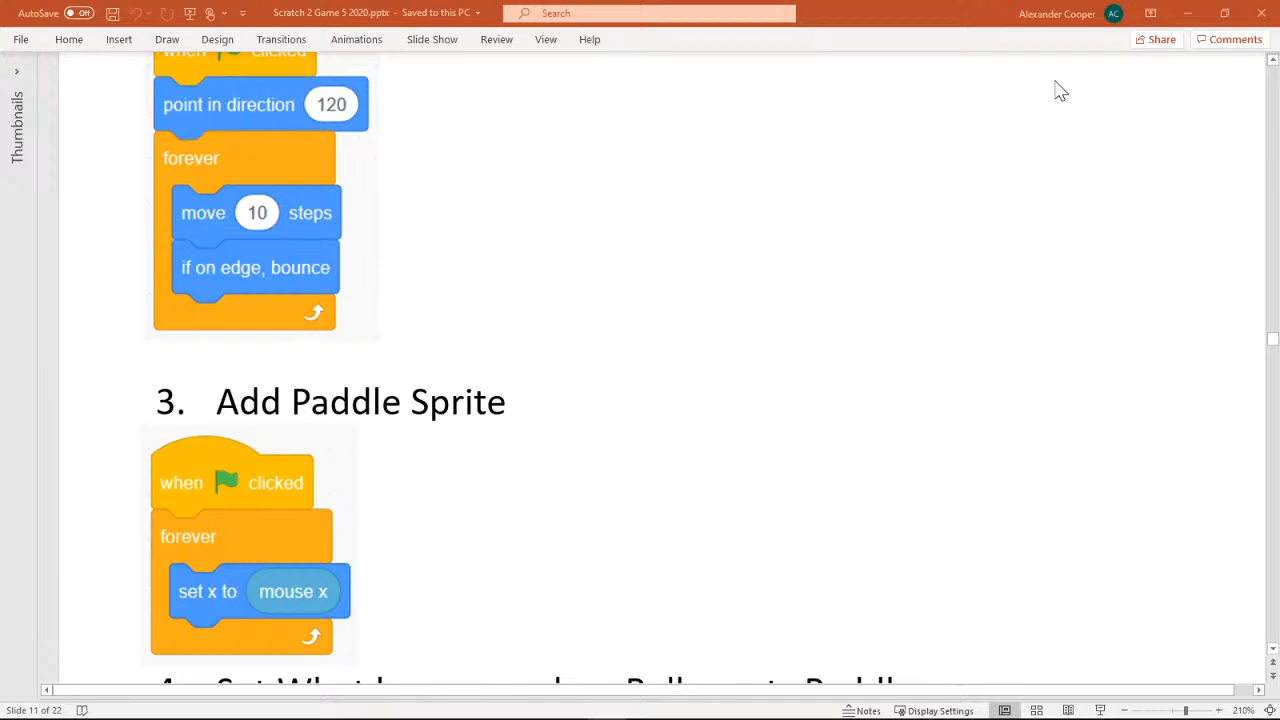 AutoSave Off Scratch 2 Game 5 2020.pptx - Saved to this PC Search Alexander Cooper AC
File Home Insert Draw Design Transitions Animations Slide Show Review View Help Share Comments
when clicked
point in direction 120
forever
move 10 steps
if on edge, bounce
Thumbnails
3. Add Paddle Sprite
when clicked
forever
set x to mouse x
Slide 11 of 22 Notes Display Settings 210%